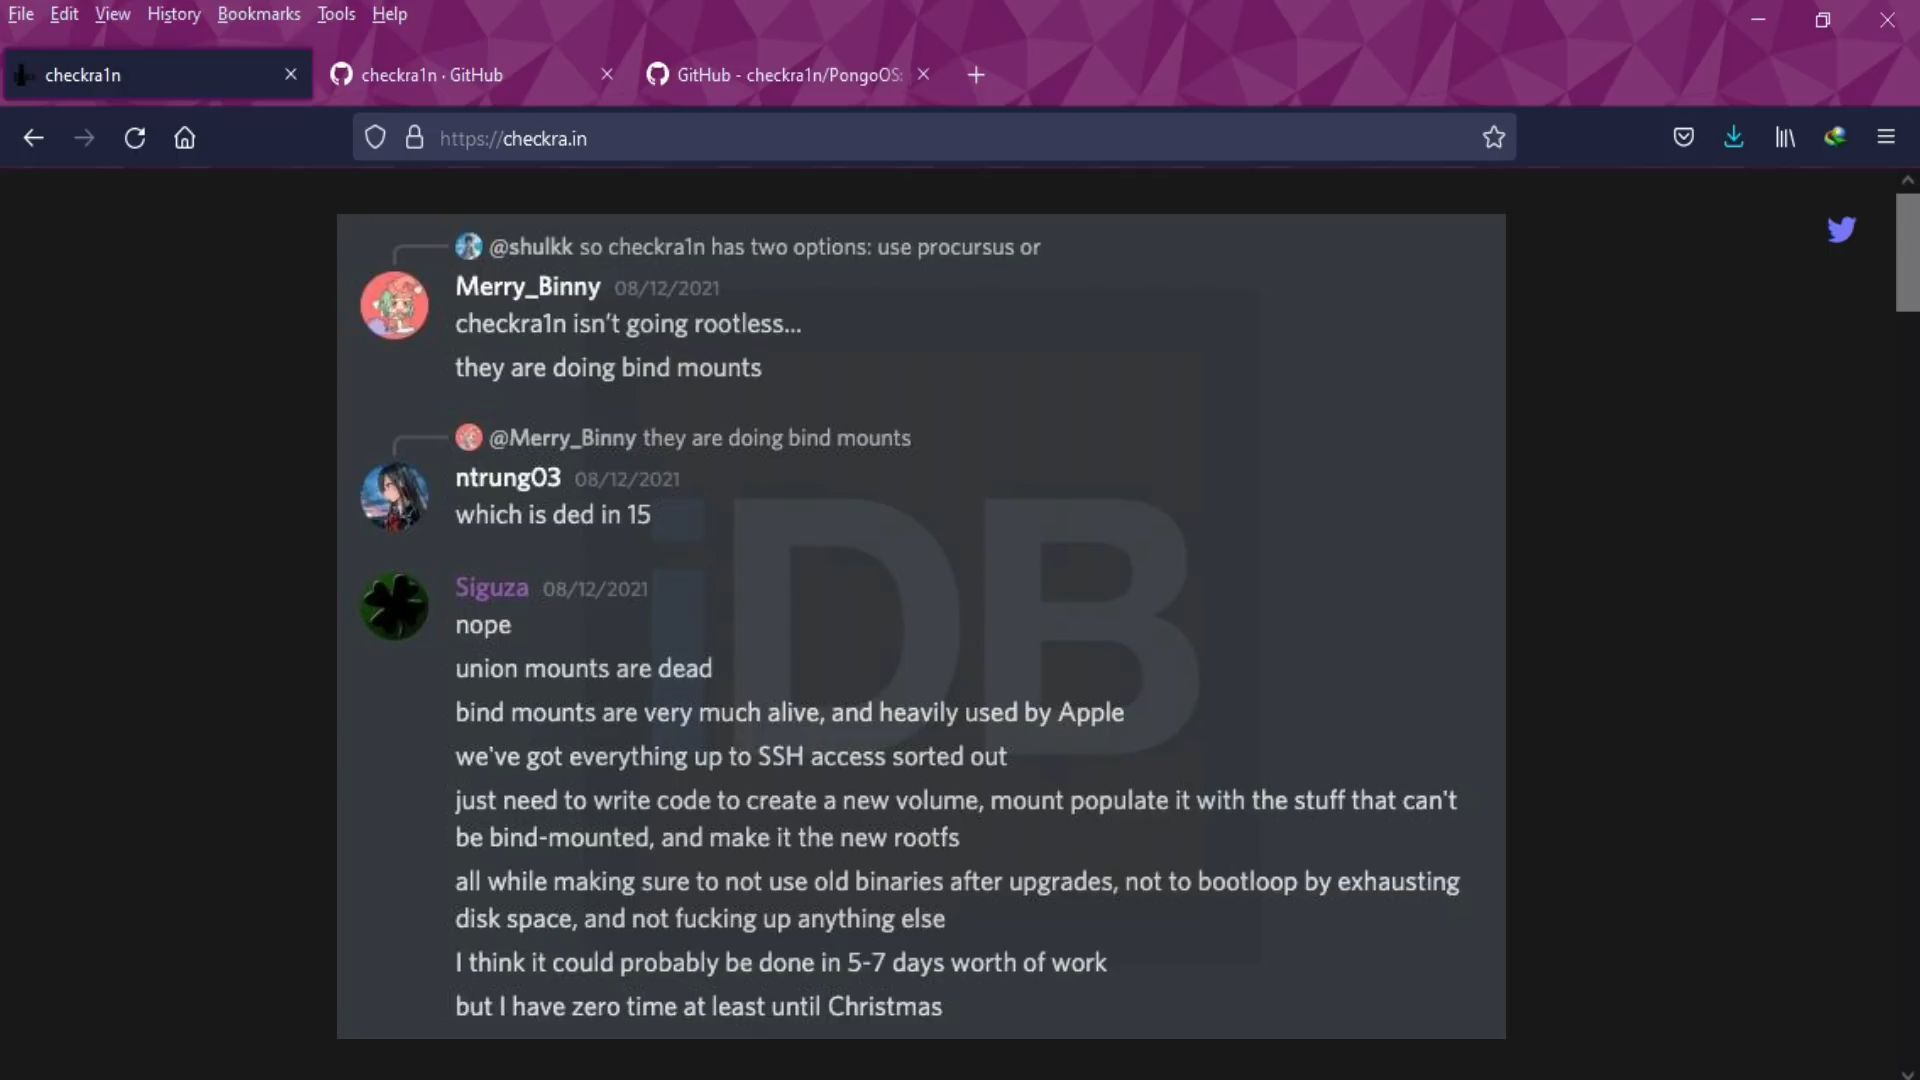 File Edit View History Bookmarks Tools Help
checkra1n
checkra1n · GitHub
GitHub - checkra1n/PongoOS:
https://checkra.in
@shulkk so checkra1n has two options: use procursus or
Merry_Binny 08/12/2021
checkra1n isn't going rootless...
they are doing bind mounts
@Merry_Binny they are doing bind mounts
ntrung03 08/12/2021
which is ded in 15
Siguza 08/12/2021
nope
union mounts are dead
bind mounts are very much alive, and heavily used by Apple
we've got everything up to SSH access sorted out
just need to write code to create a new volume, mount populate it with the stuff that can't
be bind-mounted, and make it the new rootfs
all while making sure to not use old binaries after upgrades, not to bootloop by exhausting
disk space, and not fucking up anything else
I think it could probably be done in 5-7 days worth of work
but I have zero time at least until Christmas
iDB